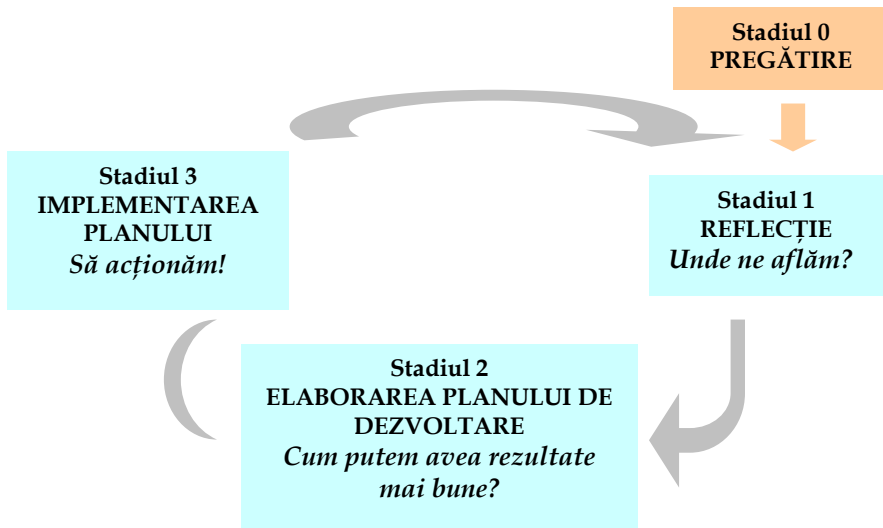 Stadiul 0
PREGĂTIRE
Stadiul 1
REFLECȚIE
Unde ne aflăm?
Stadiul 2
ELABORAREA PLANULUI DE
DEZVOLTARE
Cum putem avea rezultate
mai bune?
Stadiul 3
IMPLEMENTAREA
PLANULUI
Să acționăm!